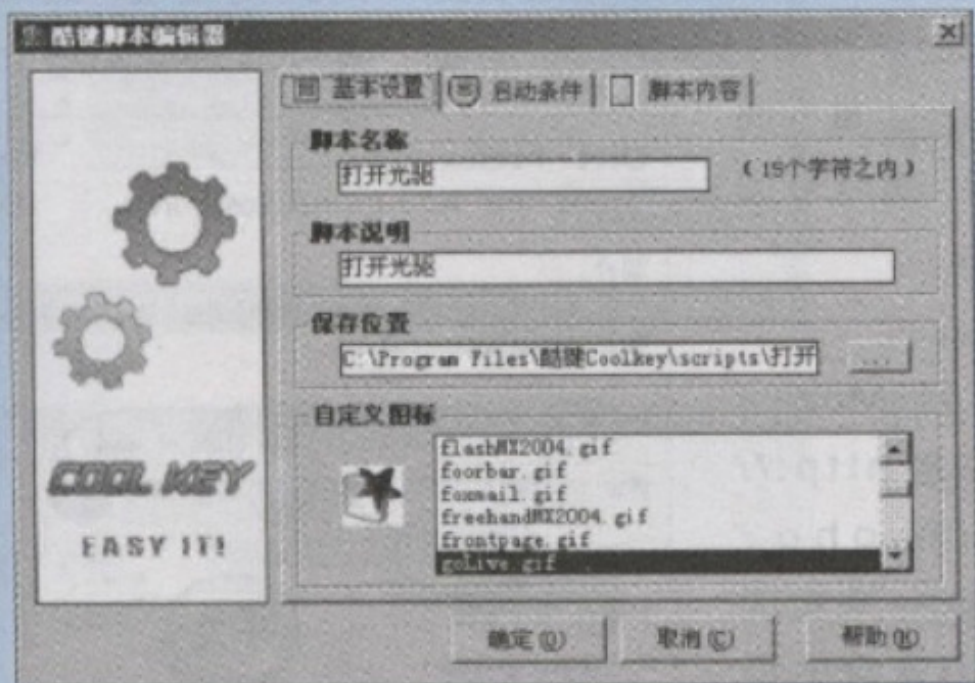 酷键脚本编辑器
基本设置 启动条件 脚本内容
脚本名称
打开光驱 (15个字符之内)
脚本说明
打开光驱
保存位置
C:\Program Files\酷键Coolkey\scripts\打开 ...
自定义图标
flashMX2004.gif
foorbar.gif
foxmail.gif
freehandMX2004.gif
frontpage.gif
goLive.gif
COOL KEY
EASY IT!
确定(O) 取消(C) 帮助(H)
http://